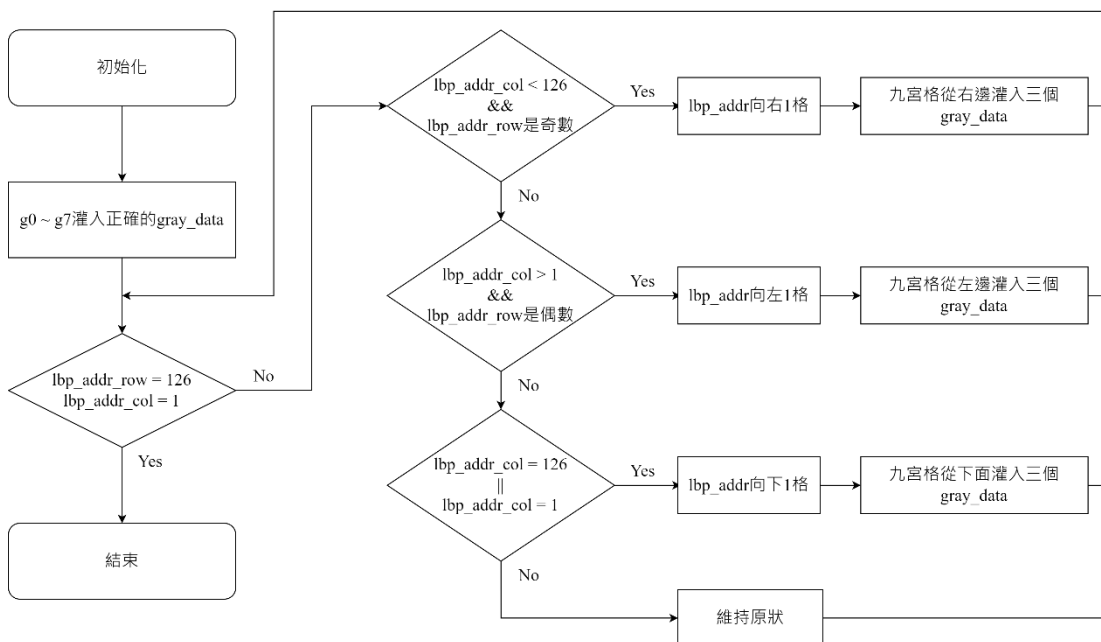 初始化
g0 ~ g7灌入正確的gray_data
lbp_addr_row = 126
lbp_addr_col = 1
No
Yes
結束
lbp_addr_col < 126
&&
lbp_addr_row是奇數
Yes
lbp_addr向右1格
九宮格從右邊灌入三個
gray_data
No
lbp_addr_col > 1
&&
lbp_addr_row是偶數
Yes
lbp_addr向左1格
九宮格從左邊灌入三個
gray_data
No
lbp_addr_col = 126
||
lbp_addr_col = 1
Yes
lbp_addr向下1格
九宮格從下面灌入三個
gray_data
No
維持原狀